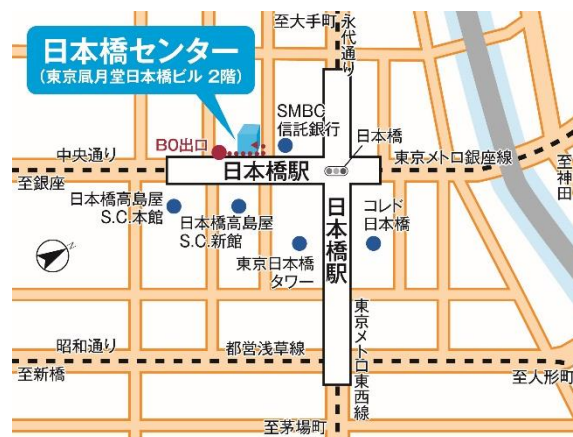 至大手町
永代通り
日本橋センター
(東京凮月堂日本橋ビル 2階)
SMBC
信託銀行
日本橋
B0出口
中央通り
至銀座
日本橋駅
東京メトロ銀座線
至神田
日本橋高島屋
S.C.本館
日本橋高島屋
S.C.新館
東京日本橋
タワー
日本橋駅
コレド
日本橋
昭和通り
至新橋
都営浅草線
東京メトロ東西線
至人形町
至茅場町